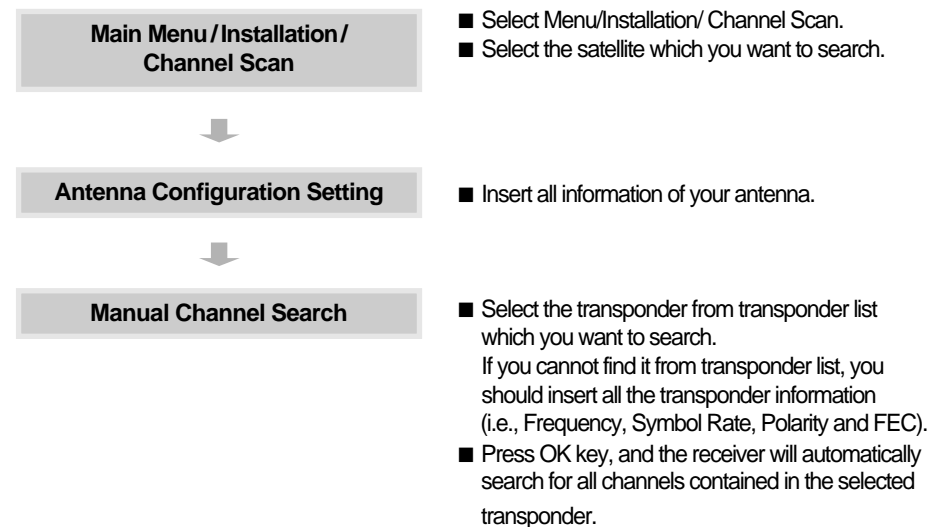 Main Menu / Installation /
Channel Scan
■ Select Menu/Installation/ Channel Scan.
■ Select the satellite which you want to search.
Antenna Configuration Setting
■ Insert all information of your antenna.
Manual Channel Search
■ Select the transponder from transponder list
which you want to search.
If you cannot find it from transponder list, you
should insert all the transponder information
(i.e., Frequency, Symbol Rate, Polarity and FEC).
■ Press OK key, and the receiver will automatically
search for all channels contained in the selected
transponder.